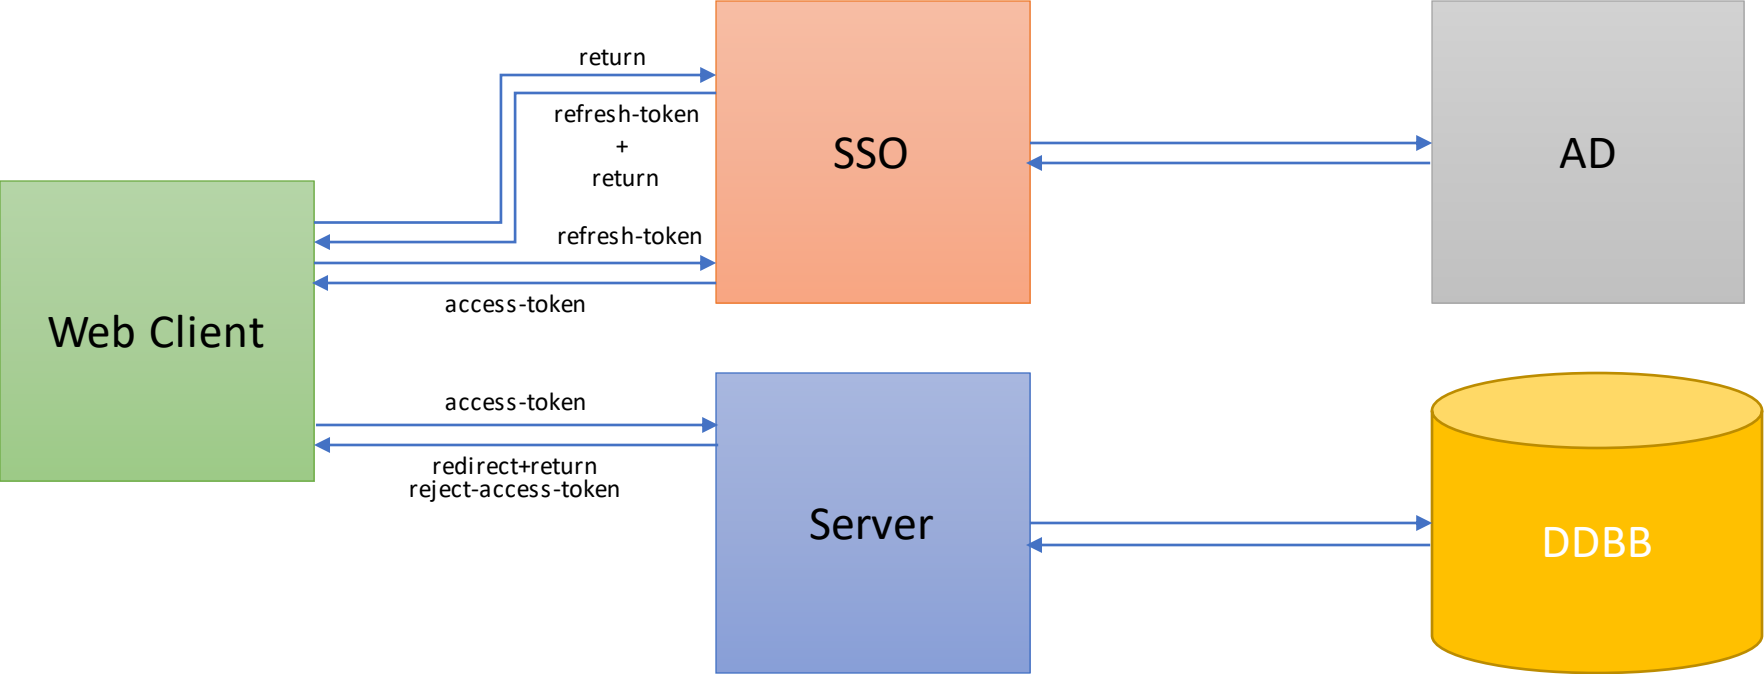 return
refresh-token
+
return
SSO
AD
refresh-token
access-token
Web Client
access-token
redirect+return
reject-access-token
Server
DDBB